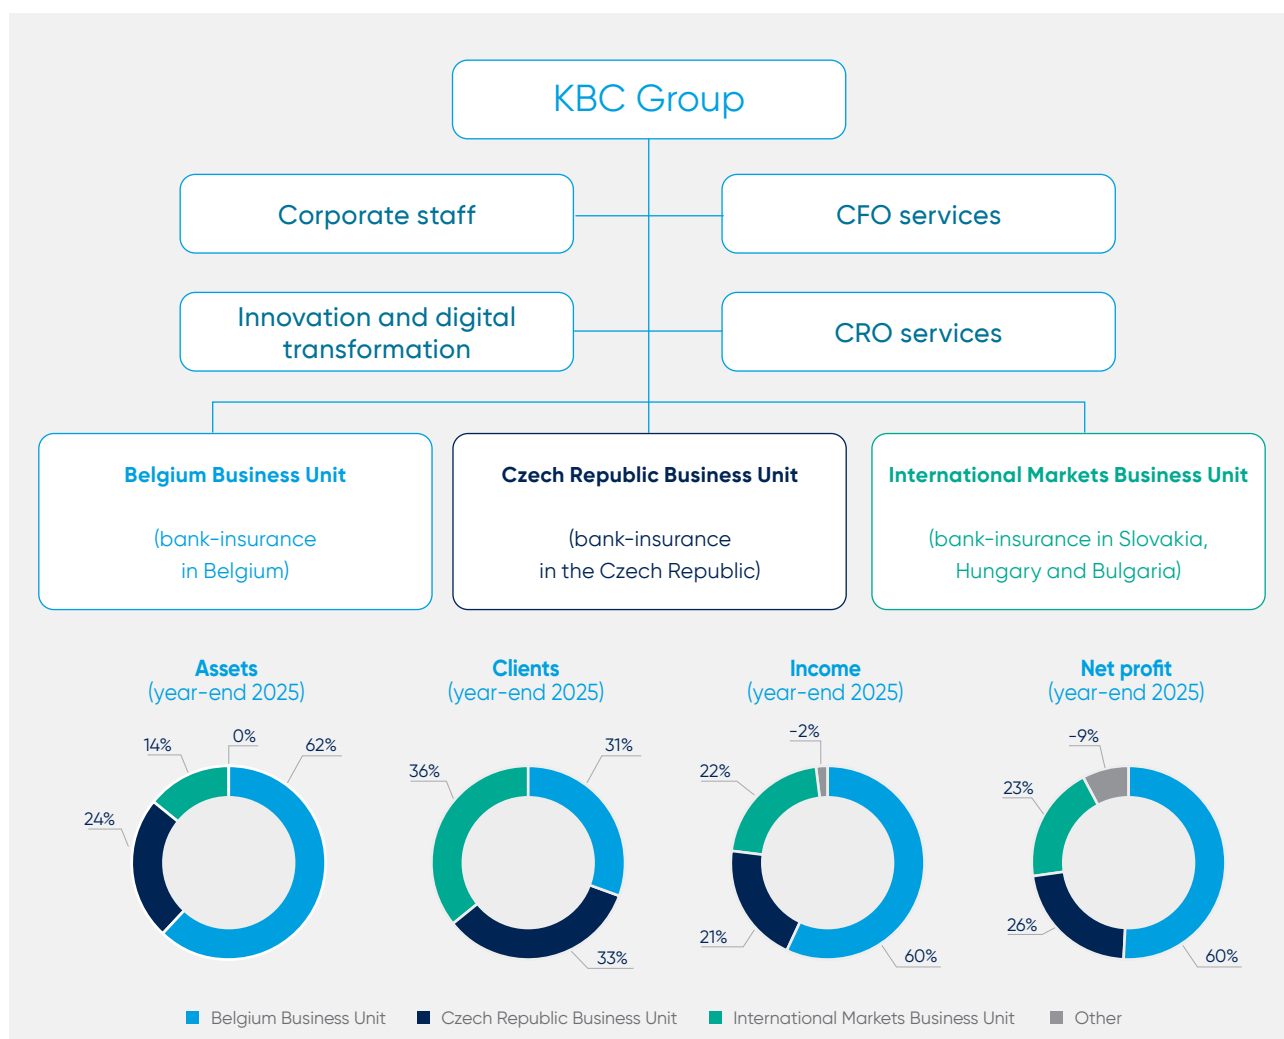 KBC Group
Corporate staff
CFO services
Innovation and digital
transformation
CRO services
Belgium Business Unit
(bank-insurance
in Belgium)
Czech Republic Business Unit
(bank-insurance
in the Czech Republic)
International Markets Business Unit
(bank-insurance in Slovakia,
Hungary and Bulgaria)
Assets
(year-end 2025)
0%
14%
62%
24%
Clients
(year-end 2025)
31%
36%
33%
Income
(year-end 2025)
-2%
22%
21%
60%
Net profit
(year-end 2025)
-9%
23%
26%
60%
Belgium Business Unit
Czech Republic Business Unit
International Markets Business Unit
Other